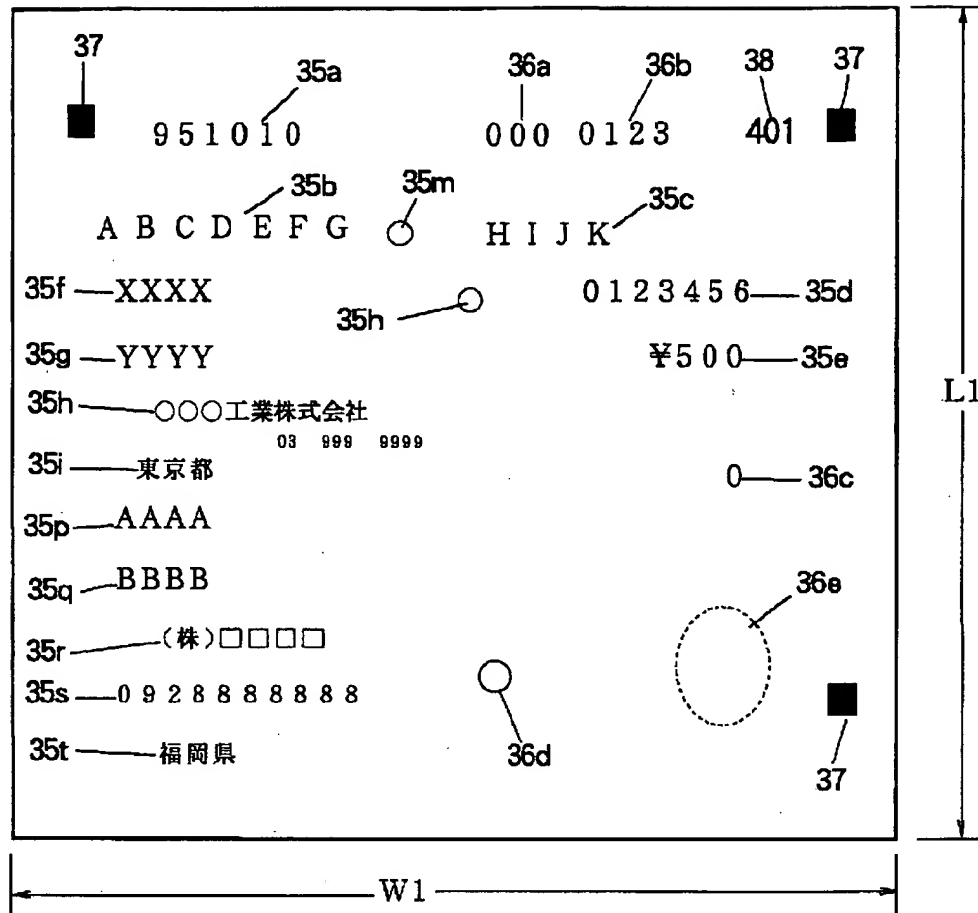 37 35a 36a 36b 38 37
951010 000 0123 401
35b 35m 35c
A B C D E F G ○ H I J K
35f XXXX ○ 0123456 35d
35h
35g YYYY ¥500 35e
35h ○○○工業株式会社
03 999 9999
L1
35i 東京都 0 36c
35p AAAA
35q BBBB
36e
35r (株)□□□□
35s 0928888888
36d
35t 福岡県
37
W1